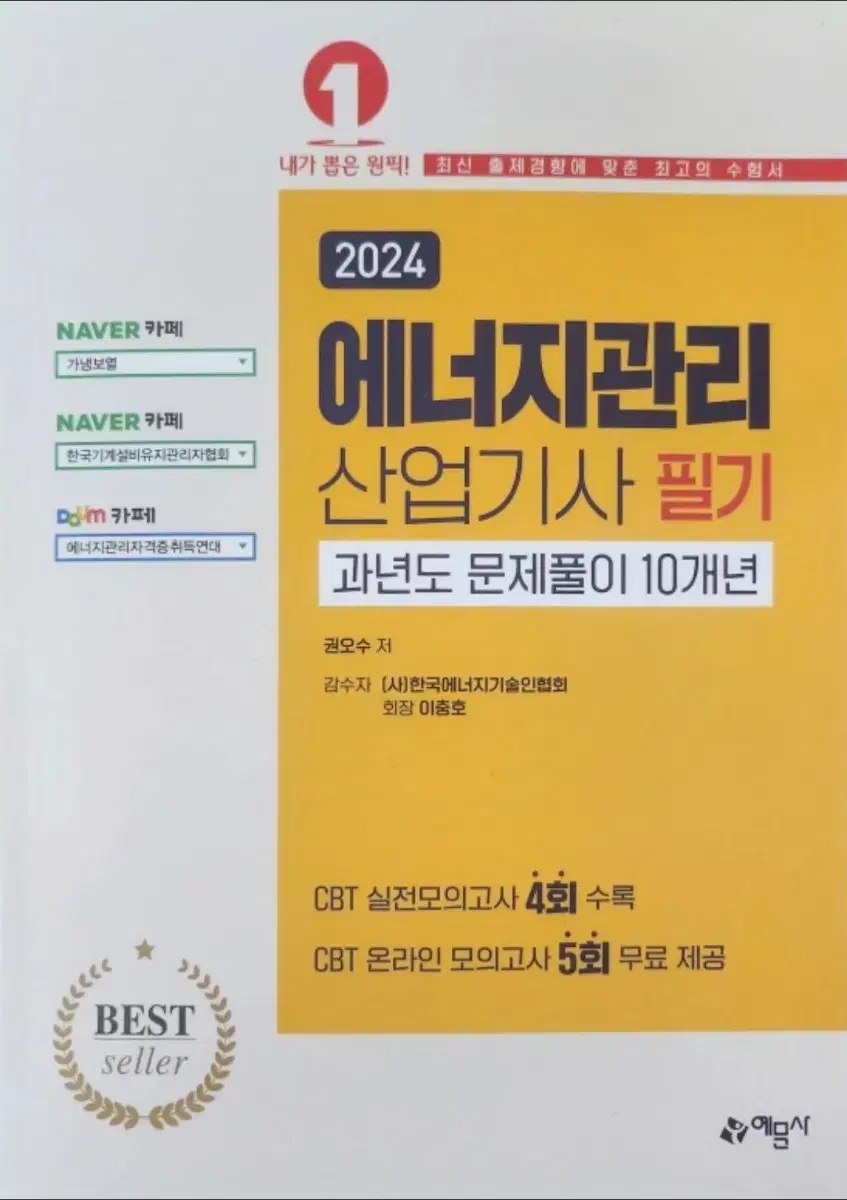 1
내가 뽑은 원픽!
최신 출제경향에 맞춘 최고의 수험서
2024
에너지관리
산업기사 필기
과년도 문제풀이 10개년
권오수 저
감수자 (사)한국에너지기술인협회
회장 이충호
NAVER 카페
가냉보열
NAVER 카페
한국기계설비유지관리자협회
Daum 카페
에너지관리자격증취득연대
CBT 실전모의고사 4회 수록
CBT 온라인 모의고사 5회 무료 제공
BEST
seller
예문사